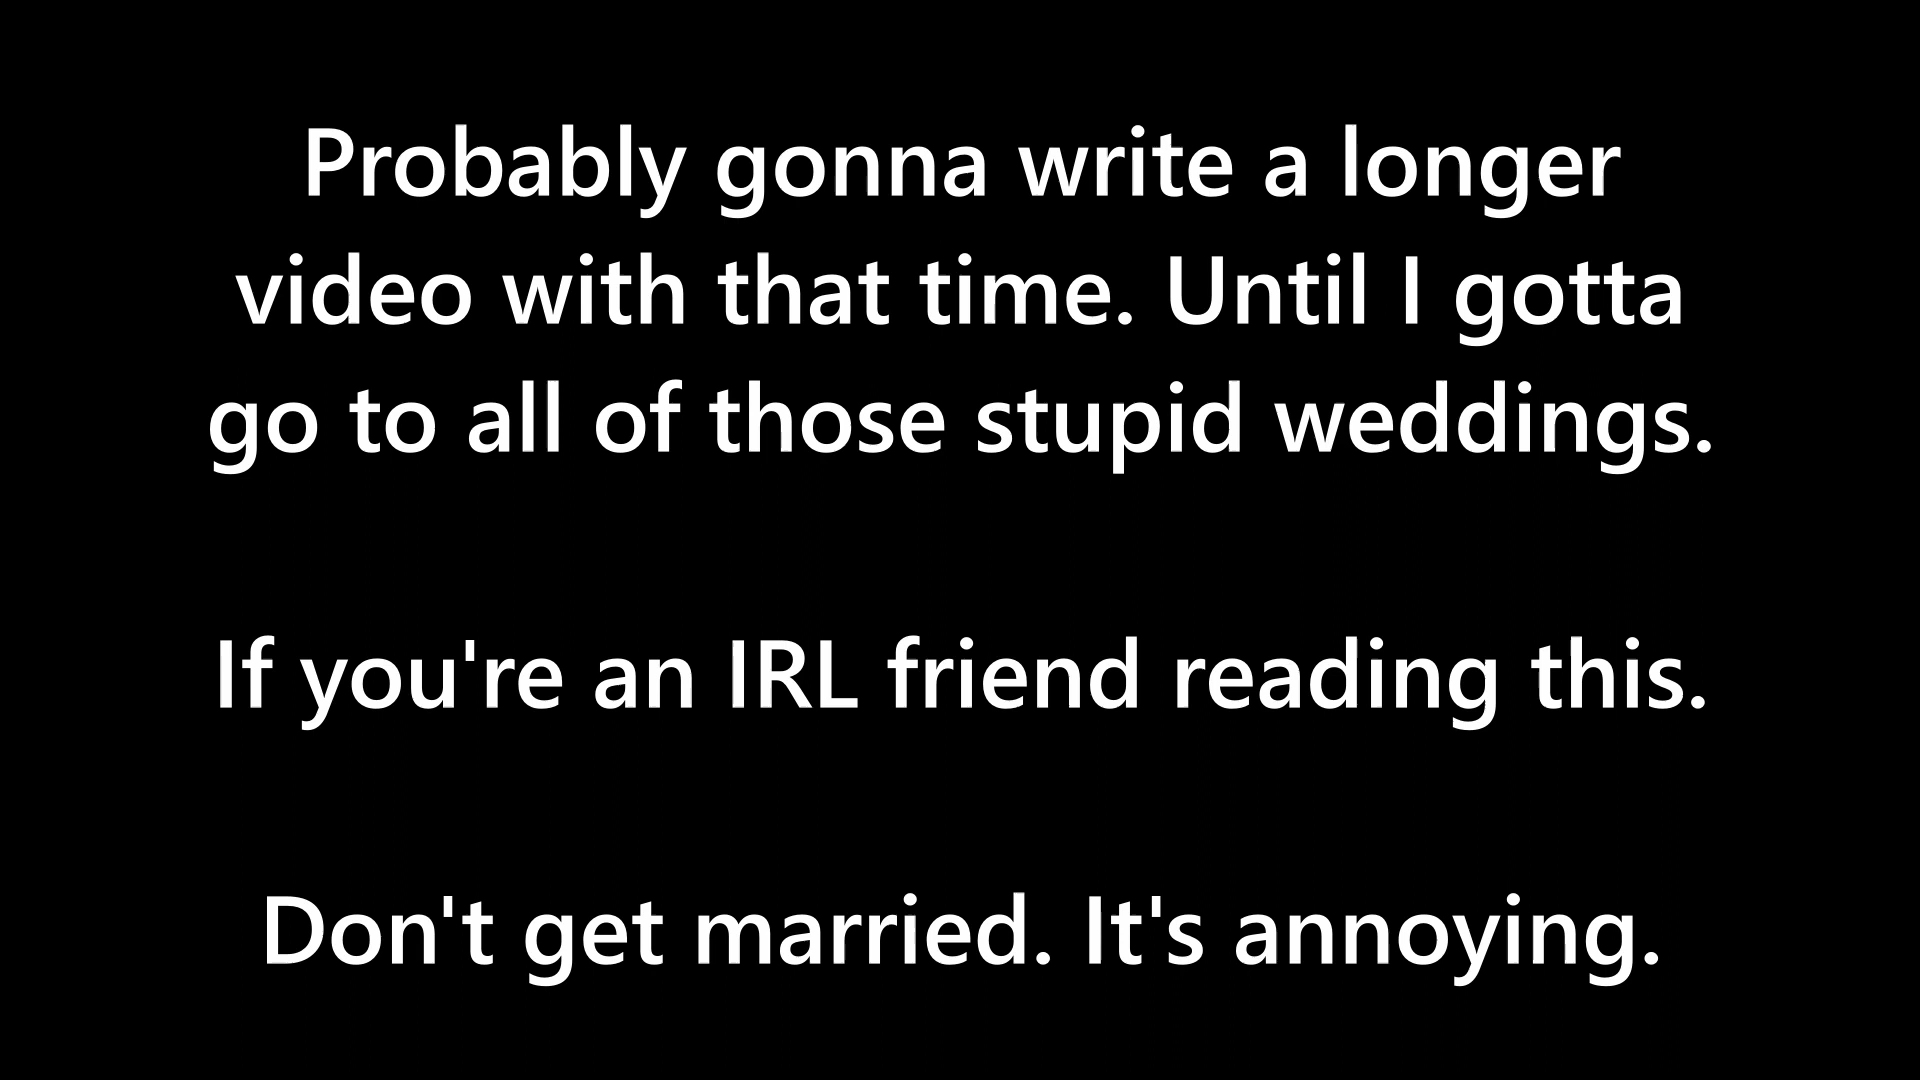 Probably gonna write a longer
video with that time. Until I gotta
go to all of those stupid weddings.
If you're an IRL friend reading this.
Don't get married. It's annoying.